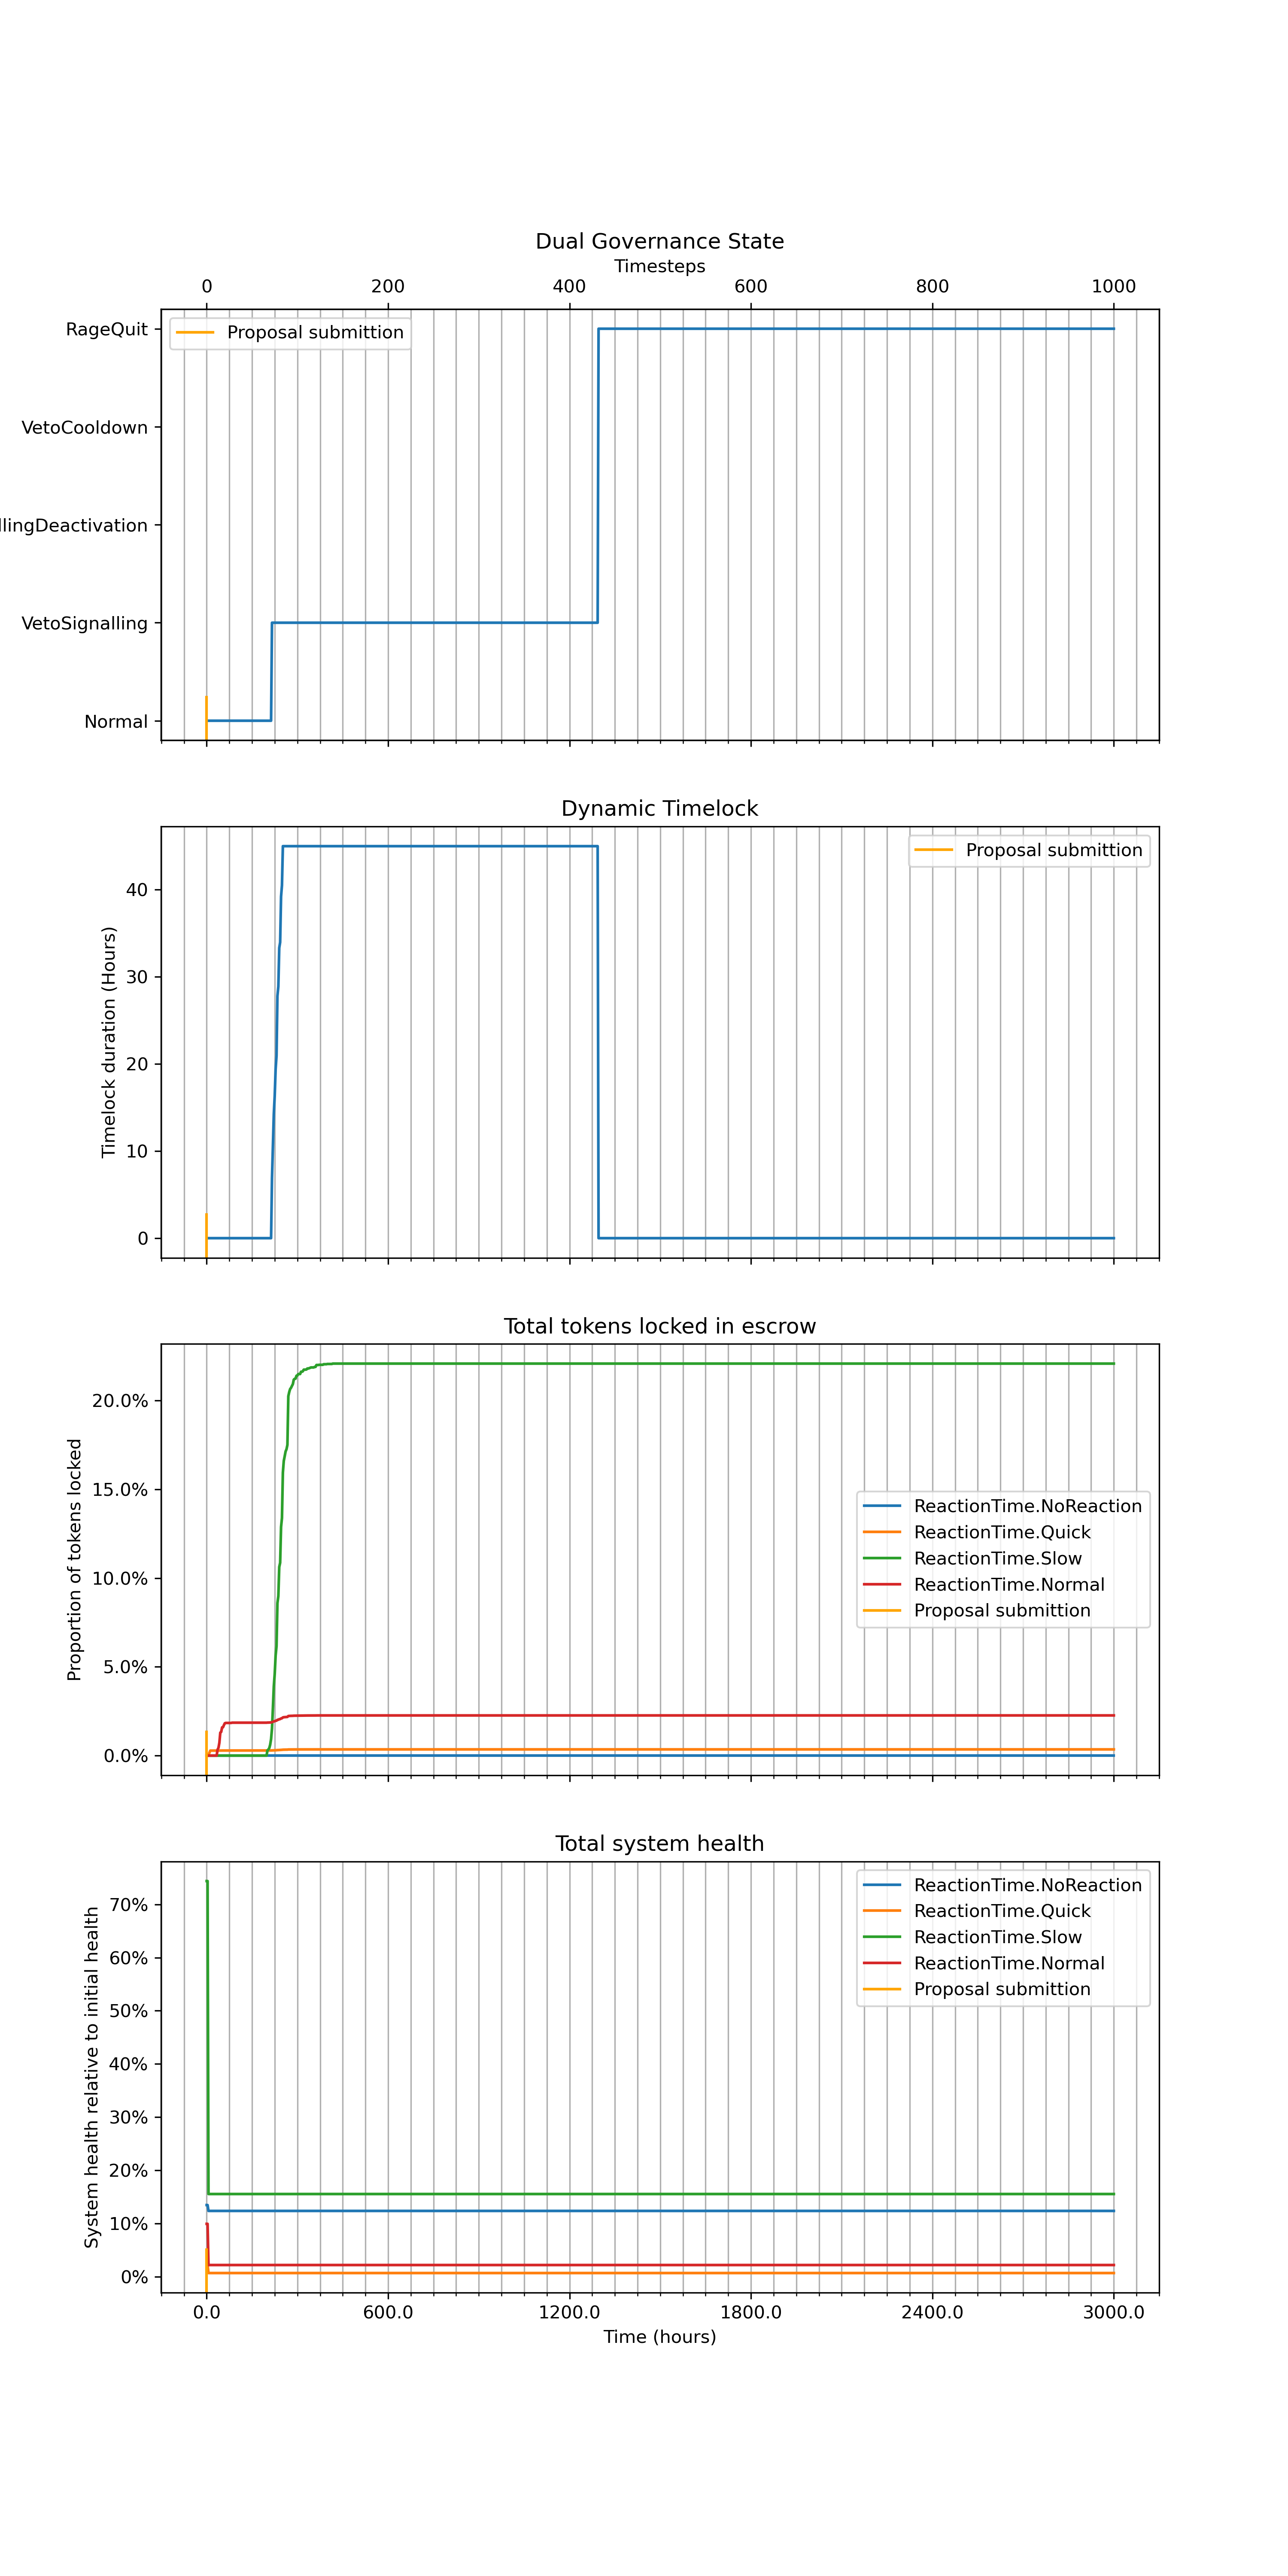 Dual Governance State
Timesteps
0 200 400 600 800 1000
RageQuit
Proposal submittion
VetoCooldown
llingDeactivation
VetoSignalling
Normal
Dynamic Timelock
Proposal submittion
Timelock duration (Hours)
40
30
20
10
0
Total tokens locked in escrow
Proportion of tokens locked
20.0%
15.0%
10.0%
5.0%
0.0%
ReactionTime.NoReaction
ReactionTime.Quick
ReactionTime.Slow
ReactionTime.Normal
Proposal submittion
Total system health
System health relative to initial health
70%
60%
50%
40%
30%
20%
10%
0%
ReactionTime.NoReaction
ReactionTime.Quick
ReactionTime.Slow
ReactionTime.Normal
Proposal submittion
0.0 600.0 1200.0 1800.0 2400.0 3000.0
Time (hours)